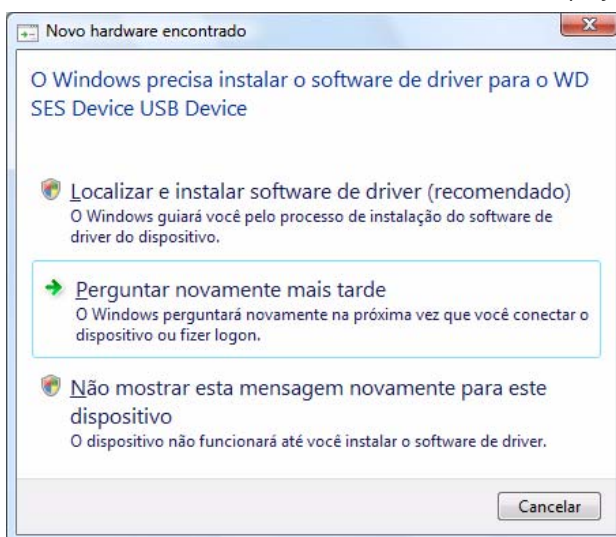 Novo hardware encontrado
O Windows precisa instalar o software de driver para o WD
SES Device USB Device
Localizar e instalar software de driver (recomendado)
O Windows guiará você pelo processo de instalação do software de
driver do dispositivo.
Perguntar novamente mais tarde
O Windows perguntará novamente na próxima vez que você conectar o
dispositivo ou fizer logon.
Não mostrar esta mensagem novamente para este
dispositivo
O dispositivo não funcionará até você instalar o software de driver.
Cancelar